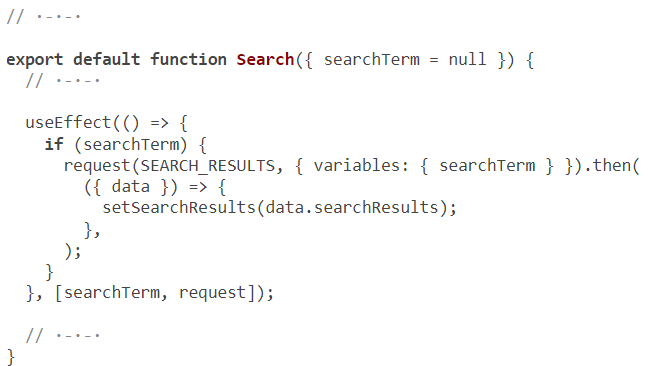 // ·-·-·
export default function Search({ searchTerm = null }) {
  // ·-·-·
  useEffect(() => {
    if (searchTerm) {
      request(SEARCH_RESULTS, { variables: { searchTerm } }).then(
        ({ data }) => {
          setSearchResults(data.searchResults);
        },
      );
    }
  }, [searchTerm, request]);
  // ·-·-·
}